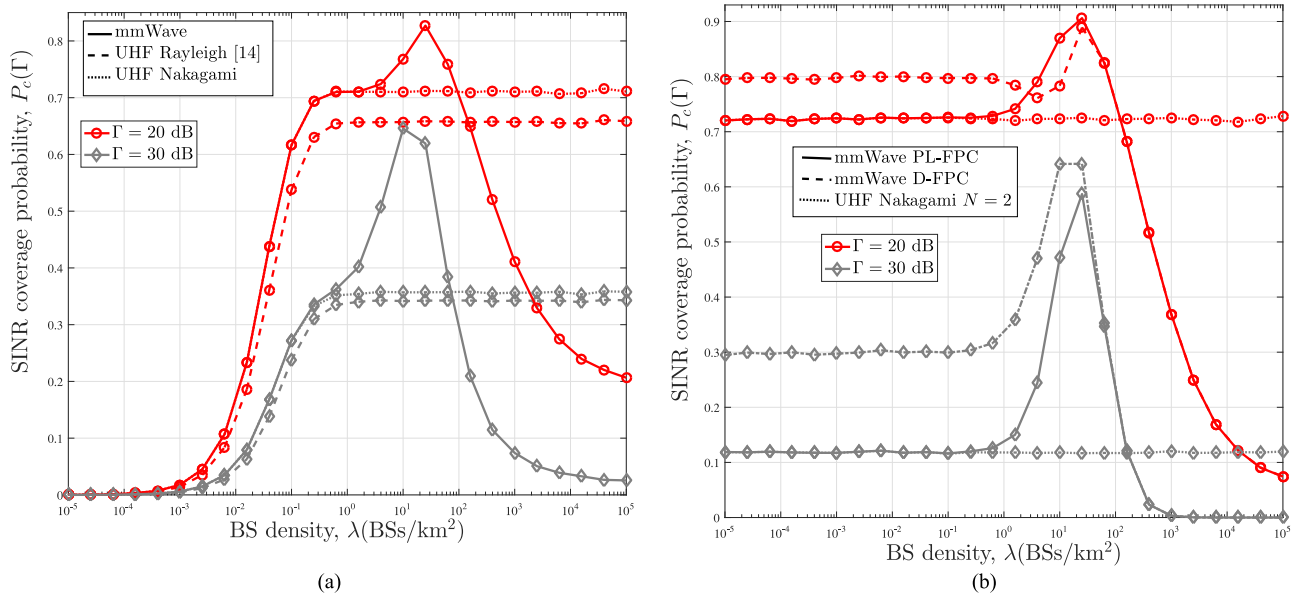 mmWave
UHF Rayleigh [14]
UHF Nakagami
Γ = 20 dB
Γ = 30 dB
SINR coverage probability, P_c(Γ)
0.8
0.7
0.6
0.5
0.4
0.3
0.2
0.1
0
10^-5 10^-4 10^-3 10^-2 10^-1 10^0 10^1 10^2 10^3 10^4 10^5
BS density, λ(BSs/km^2)
(a)
mmWave PL-FPC
mmWave D-FPC
UHF Nakagami N = 2
Γ = 20 dB
Γ = 30 dB
SINR coverage probability, P_c(Γ)
0.9
0.8
0.7
0.6
0.5
0.4
0.3
0.2
0.1
0
10^-5 10^-4 10^-3 10^-2 10^-1 10^0 10^1 10^2 10^3 10^4 10^5
BS density, λ(BSs/km^2)
(b)